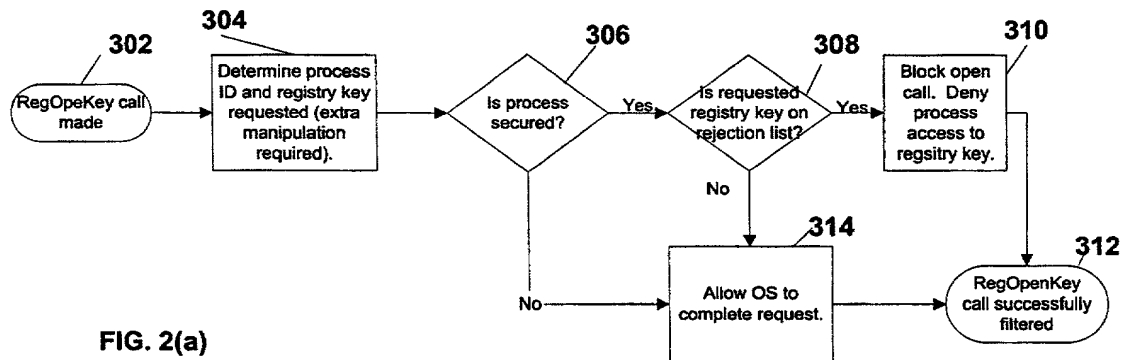 302
RegOpeKey call
made
304
Determine process
ID and registry key
requested (extra
manipulation
required).
306
Is process
secured?
Yes
308
Is requested
registry key on
rejection list?
Yes
310
Block open
call. Deny
process
access to
regsitry key.
No
No
314
Allow OS to
complete request.
312
RegOpenKey
call successfully
filtered
FIG. 2(a)